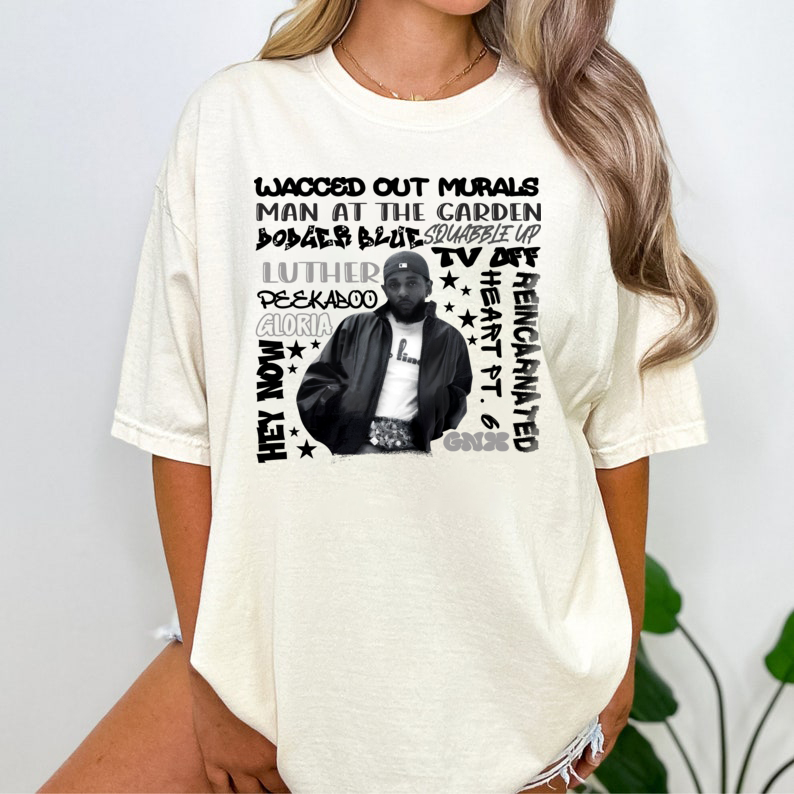 WACCED OUT MURALS
MAN AT THE GARDEN
DODGER BLUE SQUABBLE UP
TV OFF
LUTHER
PEEKABOO
GLORIA
HEY NOW
HEART PT. 6
REINCARNATED
GNX